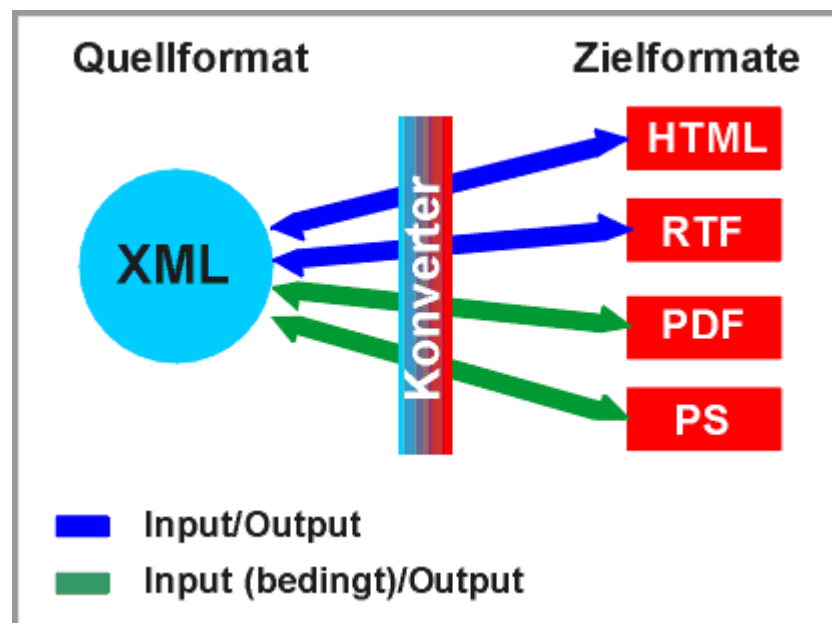 Quellformat
Zielformate
XML
Konverter
HTML
RTF
PDF
PS
Input/Output
Input (bedingt)/Output